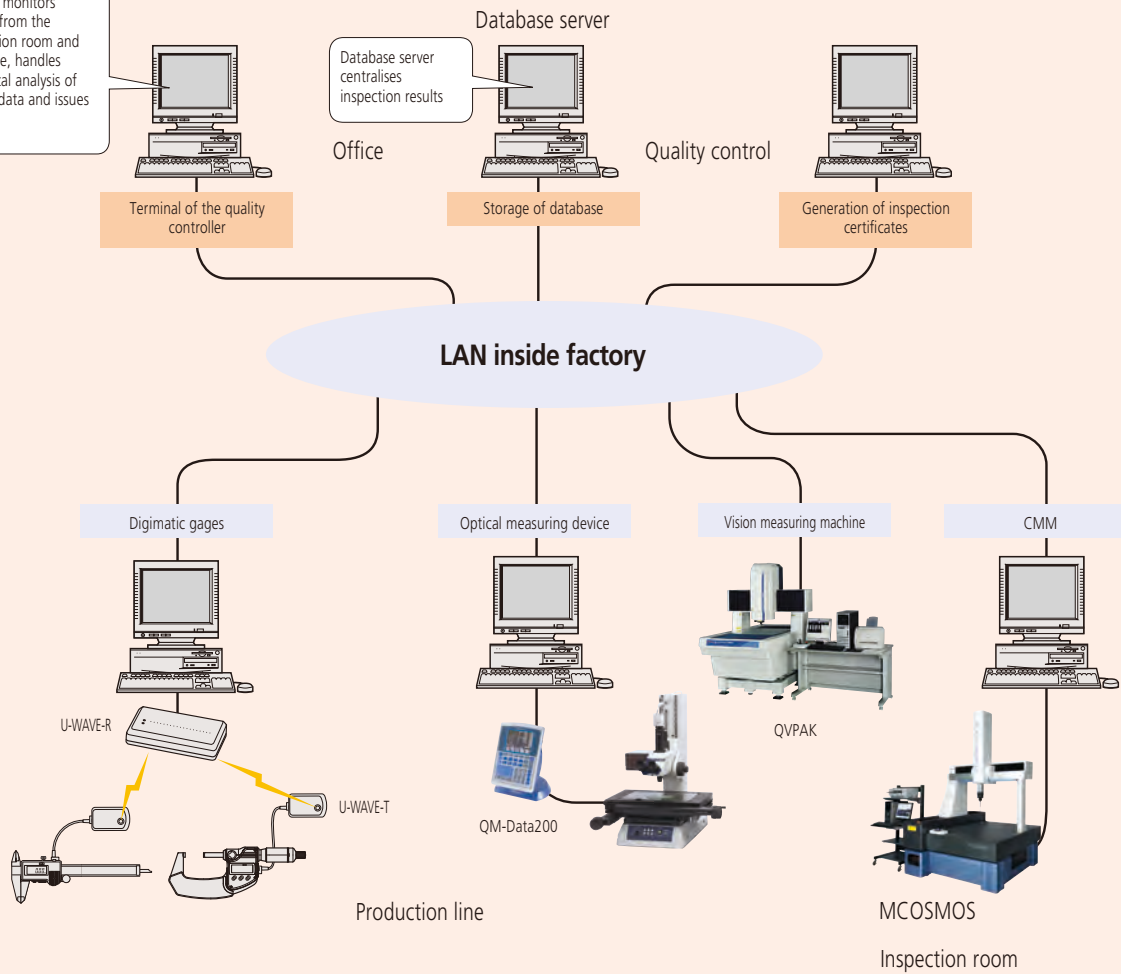 monitors
from the
ion room and
e, handles
al analysis of
data and issues
Database server
Database server
centralises
inspection results
Office
Quality control
Terminal of the quality
controller
Storage of database
Generation of inspection
certificates
LAN inside factory
Digimatic gages
Optical measuring device
Vision measuring machine
CMM
U-WAVE-R
U-WAVE-T
QM-Data200
QVPAK
Production line
MCOSMOS
Inspection room